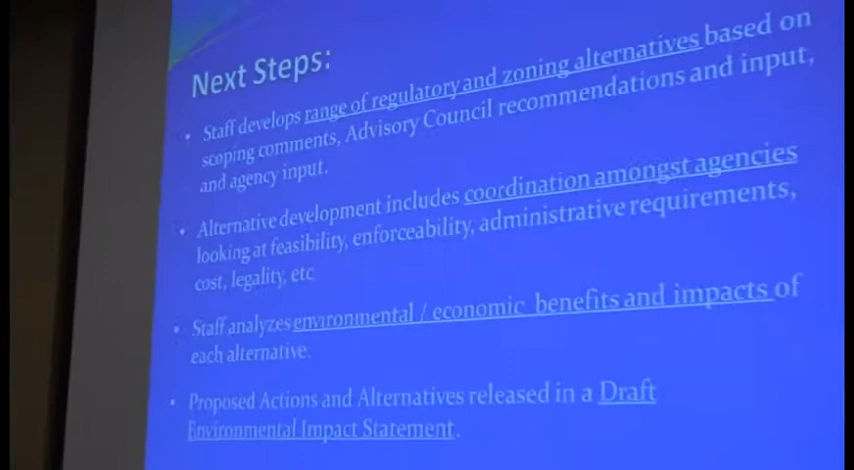 Next Steps:
• Staff develops range of regulatory and zoning alternatives based on
scoping comments, Advisory Council recommendations and input,
and agency input.
• Alternative development includes coordination amongst agencies
looking at feasibility, enforceability, administrative requirements,
cost, legality, etc
• Staff analyzes environmental / economic benefits and impacts of
each alternative.
• Proposed Actions and Alternatives released in a Draft
Environmental Impact Statement.